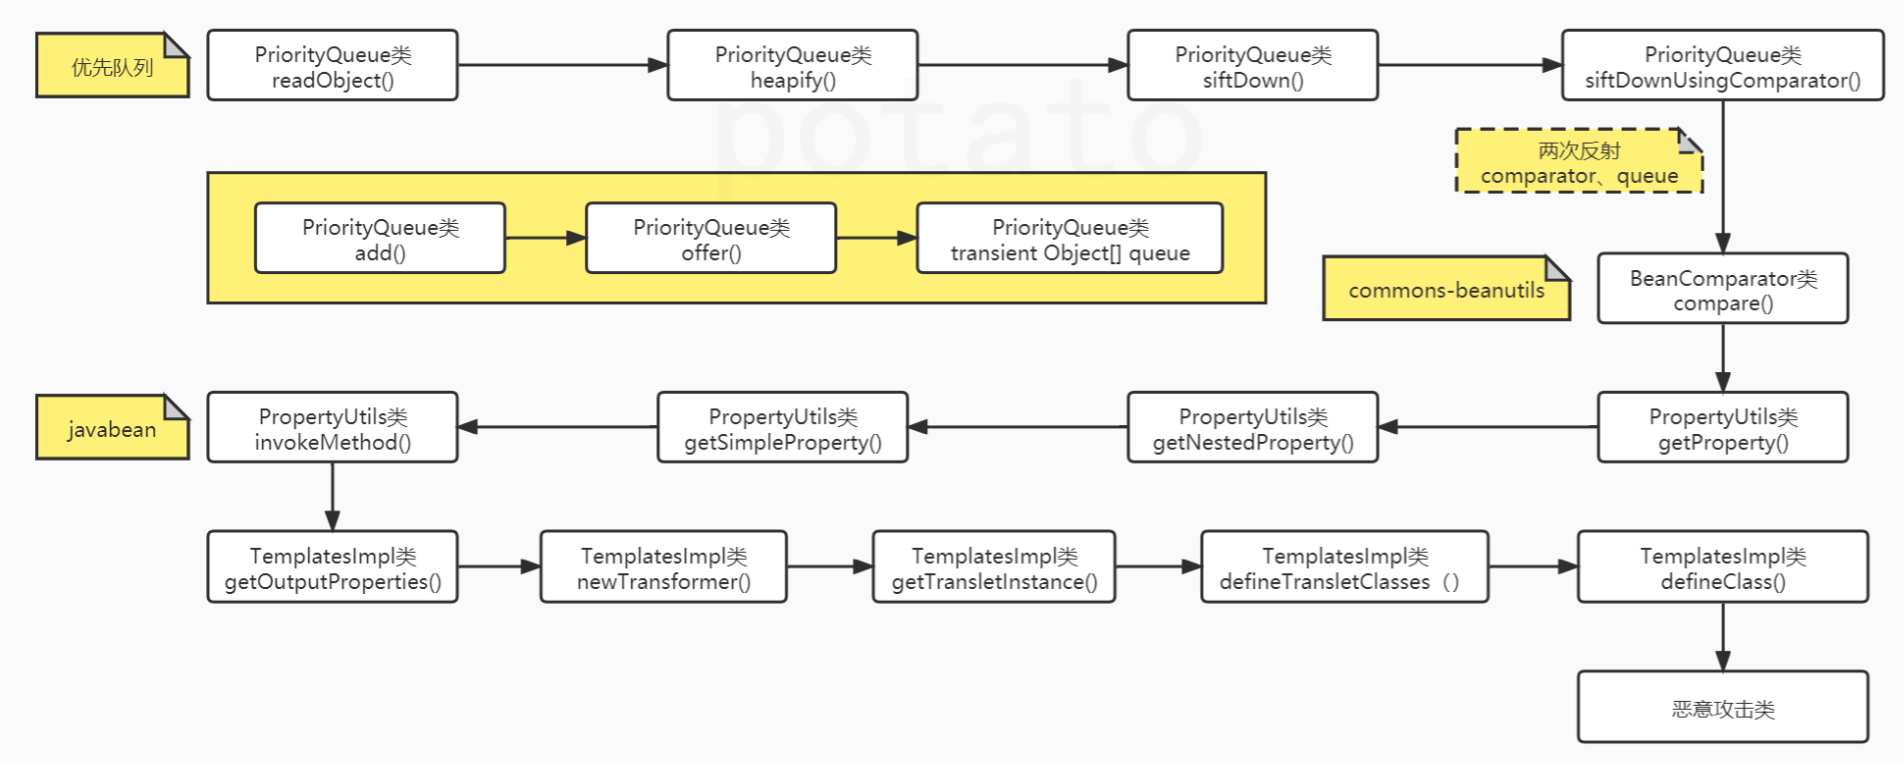 优先队列
PriorityQueue类
readObject()
PriorityQueue类
heapify()
PriorityQueue类
siftDown()
PriorityQueue类
siftDownUsingComparator()
potato
两次反射
comparator、queue
PriorityQueue类
add()
PriorityQueue类
offer()
PriorityQueue类
transient Object[] queue
commons-beanutils
BeanComparator类
compare()
javabean
PropertyUtils类
invokeMethod()
PropertyUtils类
getSimpleProperty()
PropertyUtils类
getNestedProperty()
PropertyUtils类
getProperty()
TemplatesImpl类
getOutputProperties()
TemplatesImpl类
newTransformer()
TemplatesImpl类
getTransletInstance()
TemplatesImpl类
defineTransletClasses（）
TemplatesImpl类
defineClass()
恶意攻击类